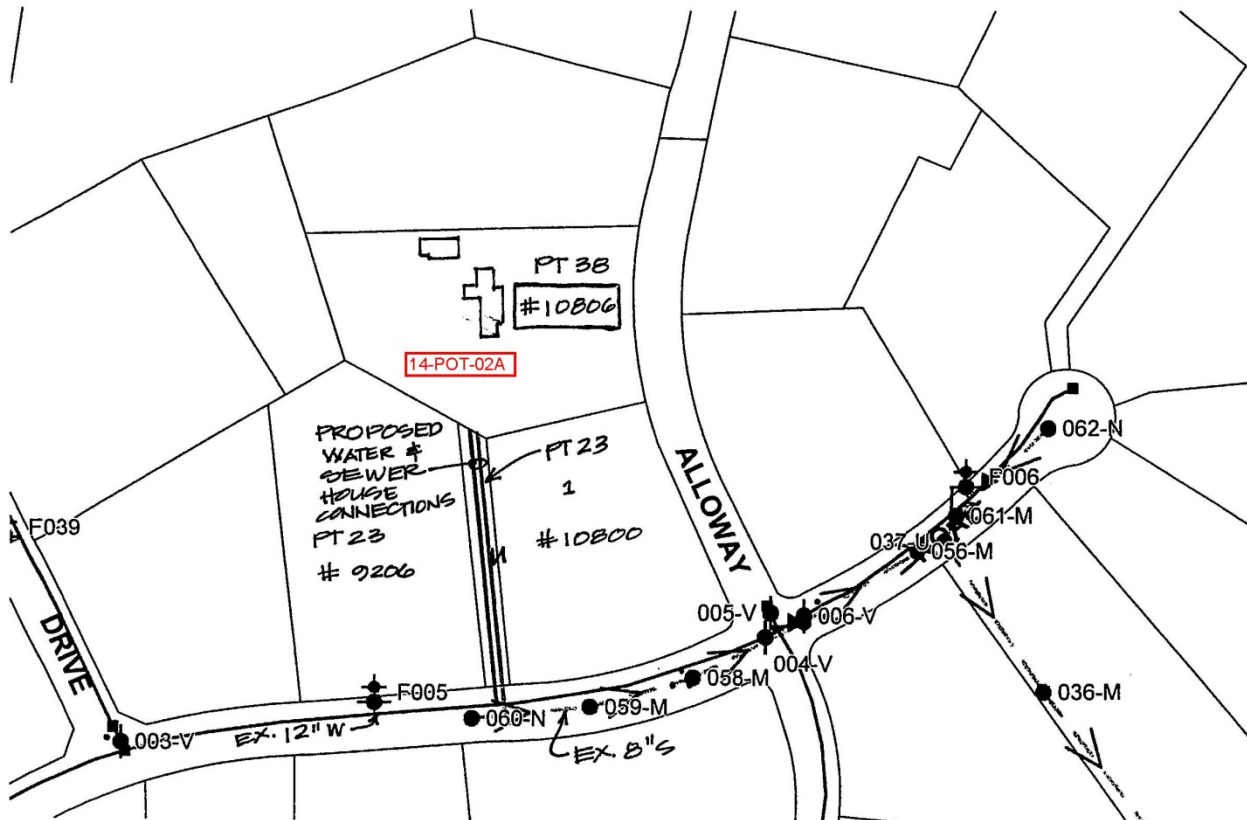 PT 38
#10806
14-POT-02A
PROPOSED
WATER &
SEWER
HOUSE
CONNECTIONS
PT 23
# 9206
PT 23
1
#10800
ALLOWAY
DRIVE
F039
003-V
F005
EX. 12"W
060-N
059-M
EX. 8"S
058-M
005-V
006-V
004-V
037-U
056-M
061-M
F006
062-N
036-M